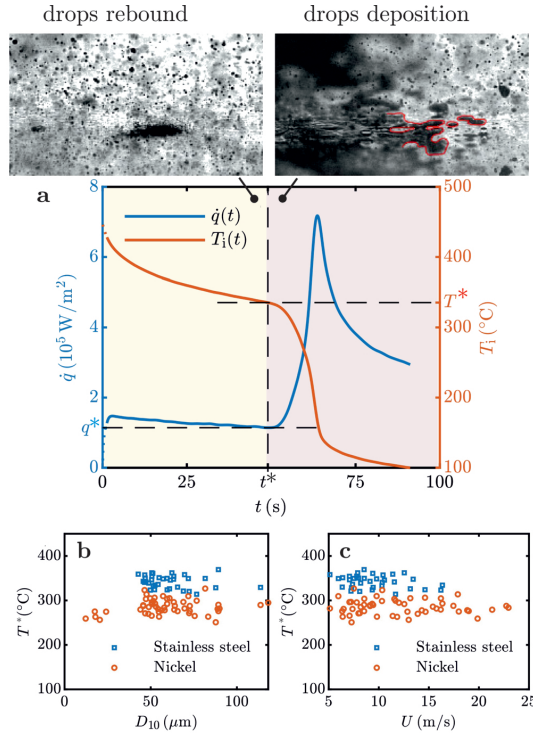 drops rebound
drops deposition
a
8
6
4
2
0
q̇ (10⁵ W/m²)
q*
q̇(t)
Tᵢ(t)
500
400
T*
300
200
100
Tᵢ (°C)
0
25
t*
75
100
t (s)
b
400
300
200
100
T* (°C)
Stainless steel
Nickel
0
50
100
D₁₀ (μm)
c
400
300
200
100
T* (°C)
Stainless steel
Nickel
5
10
15
20
25
U (m/s)